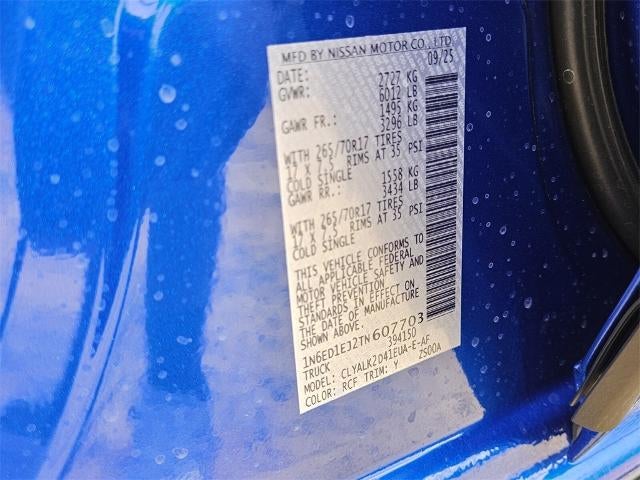 MFD BY NISSAN MOTOR CO., LTD.
DATE: 09/25
GVWR: 2727 KG
6012 LB
GAWR FR.: 1495 KG
3296 LB
WITH 265/70R17 TIRES
17 X 7.5 RIMS AT 35 PSI
COLD SINGLE
GAWR RR.: 1558 KG
3434 LB
WITH 265/70R17 TIRES
17 X 7.5 RIMS AT 35 PSI
COLD SINGLE
THIS VEHICLE CONFORMS TO
ALL APPLICABLE FEDERAL
MOTOR VEHICLE SAFETY AND
THEFT PREVENTION
STANDARDS IN EFFECT ON
THE DATE OF MANUFACTURE
SHOWN ABOVE.
1N6ED1EJ2TN607703
TRUCK 394150
MODEL: CLYALK2D41EUA-E-AF
COLOR: RCF TRIM: Y ZS00A